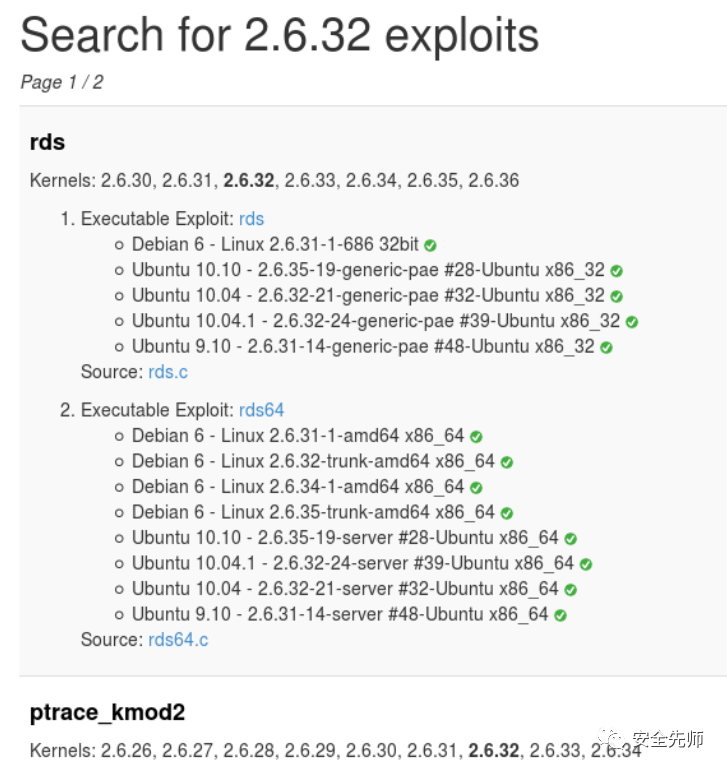 Search for 2.6.32 exploits
Page 1 / 2
rds
Kernels: 2.6.30, 2.6.31, 2.6.32, 2.6.33, 2.6.34, 2.6.35, 2.6.36
1. Executable Exploit: rds
Debian 6 - Linux 2.6.31-1-686 32bit
Ubuntu 10.10 - 2.6.35-19-generic-pae #28-Ubuntu x86_32
Ubuntu 10.04 - 2.6.32-21-generic-pae #32-Ubuntu x86_32
Ubuntu 10.04.1 - 2.6.32-24-generic-pae #39-Ubuntu x86_32
Ubuntu 9.10 - 2.6.31-14-generic-pae #48-Ubuntu x86_32
Source: rds.c
2. Executable Exploit: rds64
Debian 6 - Linux 2.6.31-1-amd64 x86_64
Debian 6 - Linux 2.6.32-trunk-amd64 x86_64
Debian 6 - Linux 2.6.34-1-amd64 x86_64
Debian 6 - Linux 2.6.35-trunk-amd64 x86_64
Ubuntu 10.10 - 2.6.35-19-server #28-Ubuntu x86_64
Ubuntu 10.04.1 - 2.6.32-24-server #39-Ubuntu x86_64
Ubuntu 10.04 - 2.6.32-21-server #32-Ubuntu x86_64
Ubuntu 9.10 - 2.6.31-14-server #48-Ubuntu x86_64
Source: rds64.c
ptrace_kmod2
安全先师
Kernels: 2.6.26, 2.6.27, 2.6.28, 2.6.29, 2.6.30, 2.6.31, 2.6.32, 2.6.33, 2.6.34